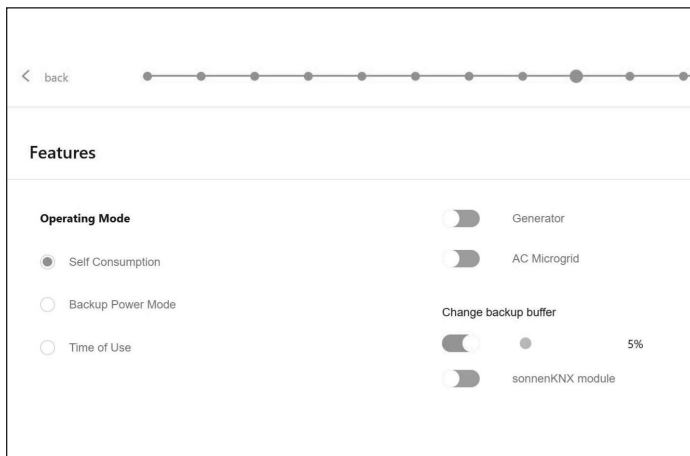 back
Features
Operating Mode
Self Consumption
Backup Power Mode
Time of Use
Generator
AC Microgrid
Change backup buffer
5%
sonnenKNX module